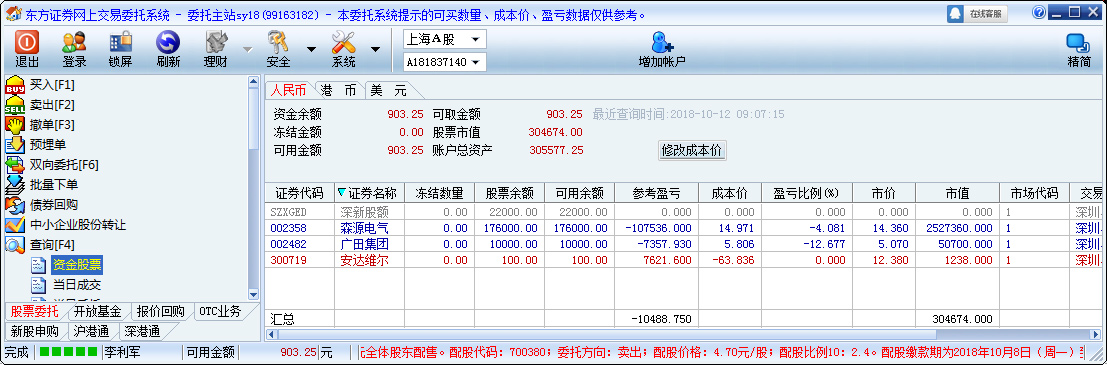 东方证券网上交易委托系统 - 委托主站sy18(99163182) - 本委托系统提示的可买数量、成本价、盈亏数据仅供参考。 在线客服
退出 登录 锁屏 刷新 理财 安全 系统 上海A股 A181837140 增加帐户 精简
买入[F1]
卖出[F2]
撤单[F3]
预埋单
双向委托[F6]
批量下单
债券回购
中小企业股份转让
查询[F4]
资金股票
当日成交
股票委托 开放基金 报价回购 OTC业务
新股申购 沪港通 深港通
人民币 港 币 美 元
资金余额 903.25 可取金额 903.25 最近查询时间:2018-10-12 09:07:15
冻结金额 0.00 股票市值 304674.00
可用金额 903.25 账户总资产 305577.25 修改成本价
证券代码 证券名称 冻结数量 股票余额 可用余额 参考盈亏 成本价 盈亏比例(%) 市价 市值 市场代码 交易
SZXGED 深新股额 0.00 22000.00 22000.00 0.000 0.000 0.000 0.000 0.000 1 深圳
002358 森源电气 0.00 176000.00 176000.00 -107536.000 14.971 -4.081 14.360 2527360.000 1 深圳
002482 广田集团 0.00 10000.00 10000.00 -7357.930 5.806 -12.677 5.070 50700.000 1 深圳
300719 安达维尔 0.00 100.00 100.00 7621.600 -63.836 0.000 12.380 1238.000 1 深圳
汇总 -10488.750 304674.000
完成 李利军 可用金额 903.25 元 全体股东配售。配股代码：700380；委托方向：卖出；配股价格：4.70元/股；配股比例10：2.4。配股缴款期为2018年10月8日（周一）